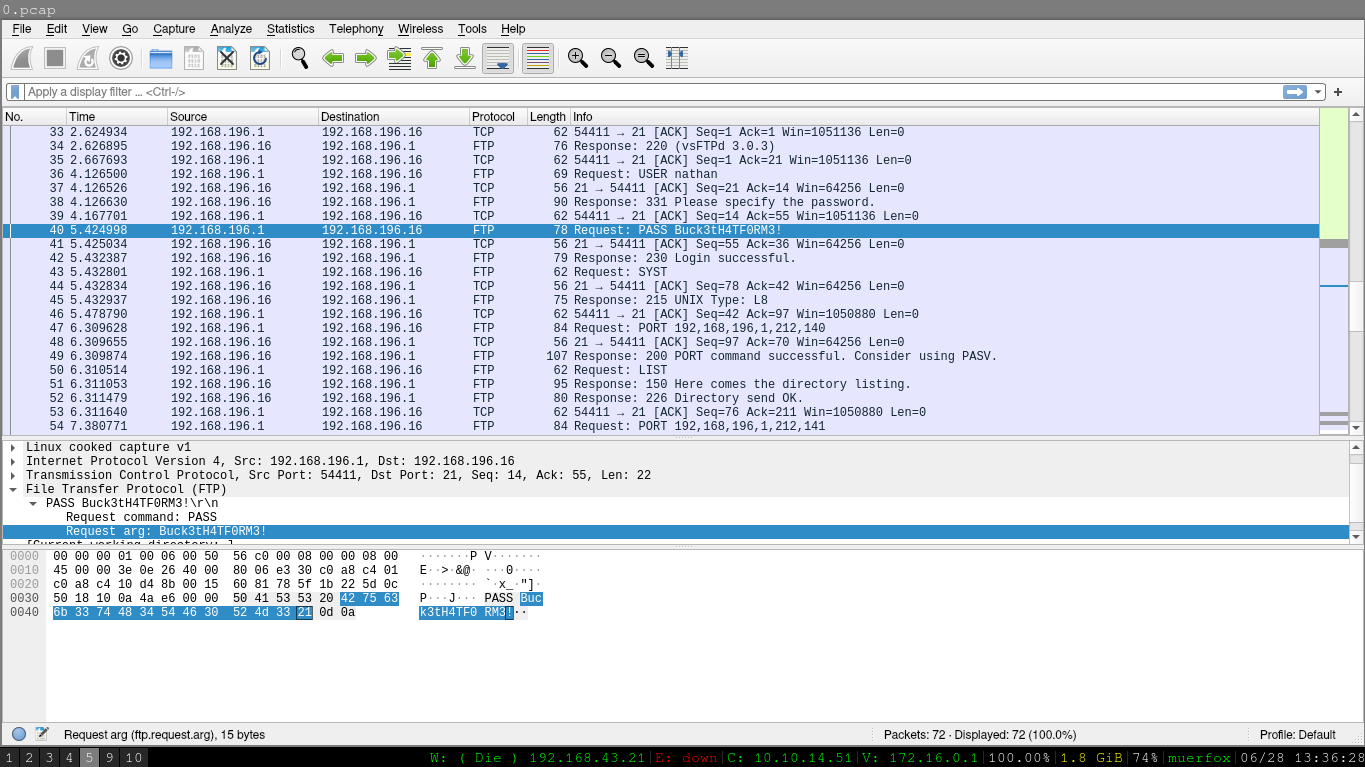 0.pcap
File Edit View Go Capture Analyze Statistics Telephony Wireless Tools Help
Apply a display filter … <Ctrl-/>
No. Time Source Destination Protocol Length Info
33 2.624934 192.168.196.1 192.168.196.16 TCP 62 54411 → 21 [ACK] Seq=1 Ack=1 Win=1051136 Len=0
34 2.626895 192.168.196.16 192.168.196.1 FTP 76 Response: 220 (vsFTPd 3.0.3)
35 2.667693 192.168.196.1 192.168.196.16 TCP 62 54411 → 21 [ACK] Seq=1 Ack=21 Win=1051136 Len=0
36 4.126500 192.168.196.1 192.168.196.16 FTP 69 Request: USER nathan
37 4.126526 192.168.196.16 192.168.196.1 TCP 56 21 → 54411 [ACK] Seq=21 Ack=14 Win=64256 Len=0
38 4.126630 192.168.196.16 192.168.196.1 FTP 90 Response: 331 Please specify the password.
39 4.167701 192.168.196.1 192.168.196.16 TCP 62 54411 → 21 [ACK] Seq=14 Ack=55 Win=1051136 Len=0
40 5.424998 192.168.196.1 192.168.196.16 FTP 78 Request: PASS Buck3tH4TF0RM3!
41 5.425034 192.168.196.16 192.168.196.1 TCP 56 21 → 54411 [ACK] Seq=55 Ack=36 Win=64256 Len=0
42 5.432387 192.168.196.16 192.168.196.1 FTP 79 Response: 230 Login successful.
43 5.432801 192.168.196.1 192.168.196.16 FTP 62 Request: SYST
44 5.432834 192.168.196.16 192.168.196.1 TCP 56 21 → 54411 [ACK] Seq=78 Ack=42 Win=64256 Len=0
45 5.432937 192.168.196.16 192.168.196.1 FTP 75 Response: 215 UNIX Type: L8
46 5.478790 192.168.196.1 192.168.196.16 TCP 62 54411 → 21 [ACK] Seq=42 Ack=97 Win=1050880 Len=0
47 6.309628 192.168.196.1 192.168.196.16 FTP 84 Request: PORT 192,168,196,1,212,140
48 6.309655 192.168.196.16 192.168.196.1 TCP 56 21 → 54411 [ACK] Seq=97 Ack=70 Win=64256 Len=0
49 6.309874 192.168.196.16 192.168.196.1 FTP 107 Response: 200 PORT command successful. Consider using PASV.
50 6.310514 192.168.196.1 192.168.196.16 FTP 62 Request: LIST
51 6.311053 192.168.196.16 192.168.196.1 FTP 95 Response: 150 Here comes the directory listing.
52 6.311479 192.168.196.16 192.168.196.1 FTP 80 Response: 226 Directory send OK.
53 6.311640 192.168.196.1 192.168.196.16 TCP 62 54411 → 21 [ACK] Seq=76 Ack=211 Win=1050880 Len=0
54 7.380771 192.168.196.1 192.168.196.16 FTP 84 Request: PORT 192,168,196,1,212,141
Linux cooked capture v1
Internet Protocol Version 4, Src: 192.168.196.1, Dst: 192.168.196.16
Transmission Control Protocol, Src Port: 54411, Dst Port: 21, Seq: 14, Ack: 55, Len: 22
File Transfer Protocol (FTP)
PASS Buck3tH4TF0RM3!\r\n
Request command: PASS
Request arg: Buck3tH4TF0RM3!
[Current working directory: ]
0000 00 00 00 01 00 06 00 50 56 c0 00 08 00 00 08 00 ·······P V·······
0010 45 00 00 3e 0e 26 40 00 80 06 e3 30 c0 a8 c4 01 E··>·&@· ···0····
0020 c0 a8 c4 10 d4 8b 00 15 60 81 78 5f 1b 22 5d 0c ········ `·x_·"]·
0030 50 18 10 0a 4a e6 00 00 50 41 53 53 20 42 75 63 P···J··· PASS Buc
0040 6b 33 74 48 34 54 46 30 52 4d 33 21 0d 0a k3tH4TF0 RM3!··
Request arg (ftp.request.arg), 15 bytes Packets: 72 · Displayed: 72 (100.0%) Profile: Default
1 2 3 4 5 9 10 W: ( Die ) 192.168.43.21|E: down|C: 10.10.14.51|V: 172.16.0.1|100.00%|1.8 GiB|74%|muerfox|06/28 13:36:28